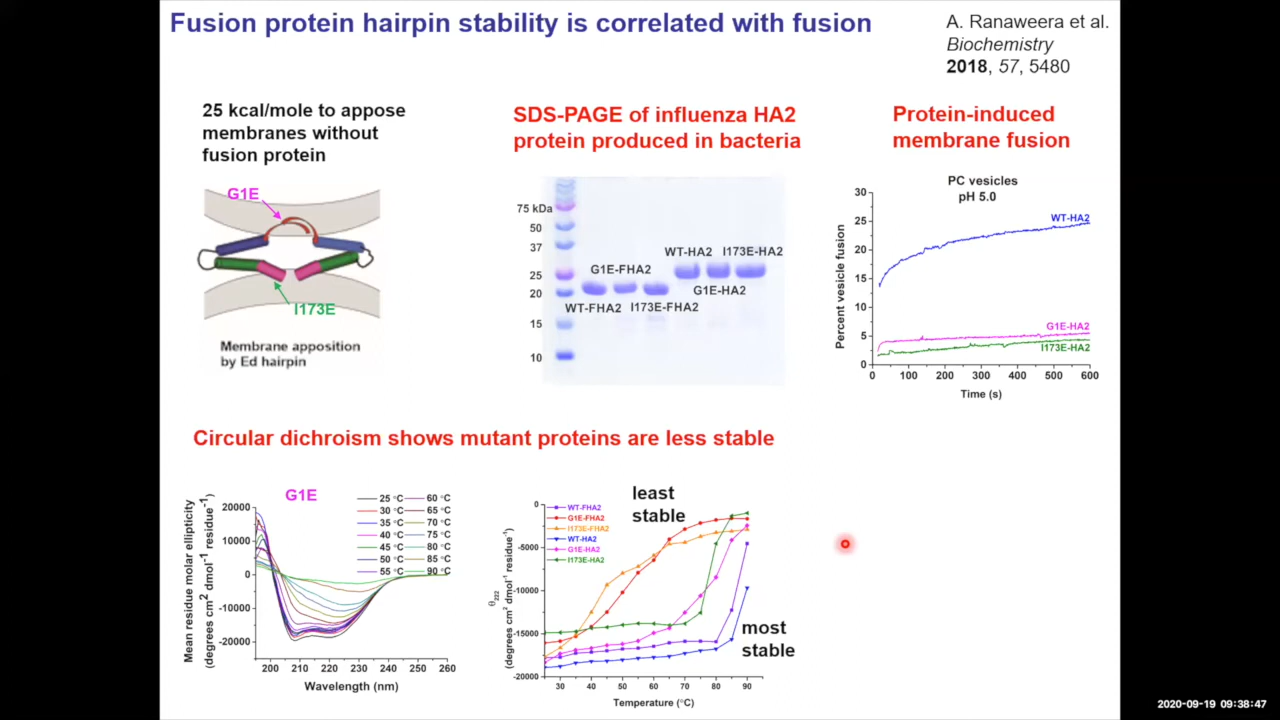 Fusion protein hairpin stability is correlated with fusion
A. Ranaweera et al.
Biochemistry
2018, 57, 5480
25 kcal/mole to appose
membranes without
fusion protein
G1E
I173E
Membrane apposition
by Ed hairpin
SDS-PAGE of influenza HA2
protein produced in bacteria
75 kDa
50
37
25
20
15
10
WT-HA2 I173E-HA2
G1E-FHA2
G1E-HA2
WT-FHA2 I173E-FHA2
Protein-induced
membrane fusion
PC vesicles
pH 5.0
Percent vesicle fusion
30
25
20
15
10
5
0
WT-HA2
G1E-HA2
I173E-HA2
0 100 200 300 400 500 600
Time (s)
Circular dichroism shows mutant proteins are less stable
G1E
Mean residue molar ellipticity
(degrees cm² dmol⁻¹ residue⁻¹)
20000
10000
0
-10000
-20000
25 °C 60 °C
30 °C 65 °C
35 °C 70 °C
40 °C 75 °C
45 °C 80 °C
50 °C 85 °C
55 °C 90 °C
200 210 220 230 240 250 260
Wavelength (nm)
least
stable
θ₂₂₂
(degrees cm² dmol⁻¹ residue⁻¹)
0
-5000
-10000
-15000
-20000
WT-FHA2
G1E-FHA2
I173E-FHA2
WT-HA2
G1E-HA2
I173E-HA2
most
stable
30 40 50 60 70 80 90
Temperature (°C)
2020-09-19 09:38:47